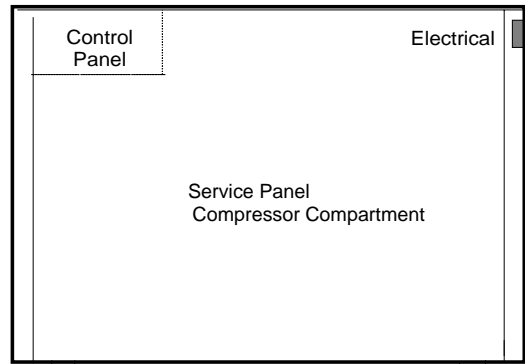 Control
Panel
Electrical
Service Panel
Compressor Compartment